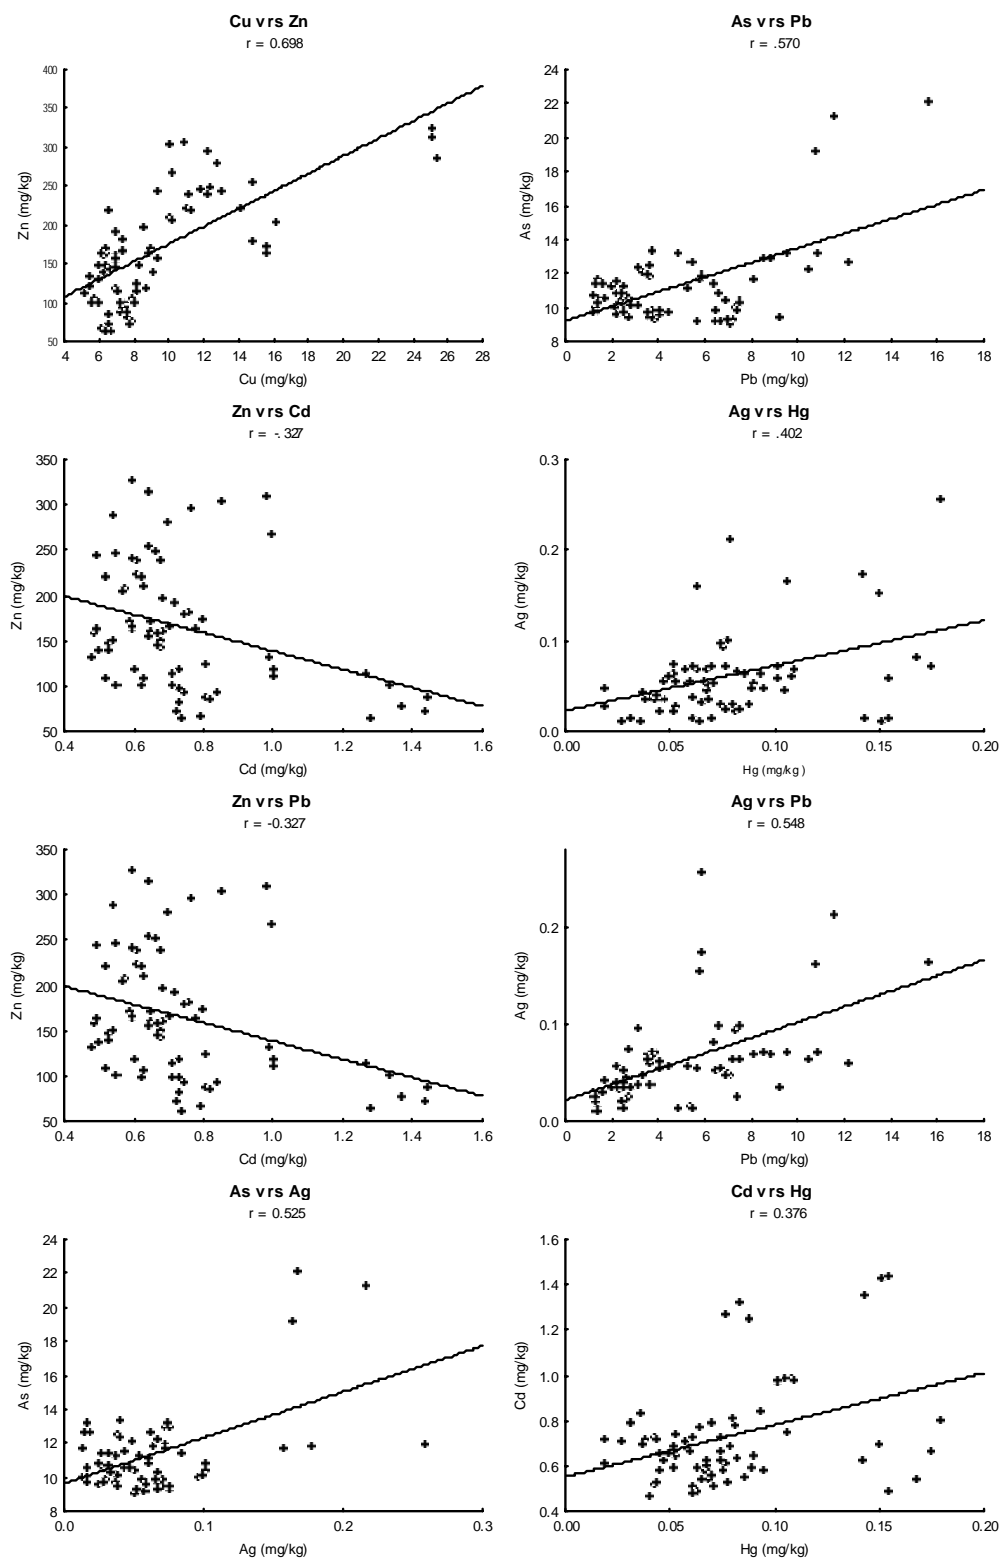 Cu vrs Zn
r = 0.698
400
350
300
250
200
150
100
50
Zn (mg/kg)
4 6 8 10 12 14 16 18 20 22 24 26 28
Cu (mg/kg)
As vrs Pb
r = .570
24
22
20
18
16
14
12
10
8
As (mg/kg)
0 2 4 6 8 10 12 14 16 18
Pb (mg/kg)
Zn vrs Cd
r = -.327
350
300
250
200
150
100
50
Zn (mg/kg)
0.4 0.6 0.8 1.0 1.2 1.4 1.6
Cd (mg/kg)
Ag vrs Hg
r = .402
0.3
0.2
0.1
0.0
Ag (mg/kg)
0.00 0.05 0.10 0.15 0.20
Hg (mg/kg)
Zn vrs Pb
r = -0.327
350
300
250
200
150
100
50
Zn (mg/kg)
0.4 0.6 0.8 1.0 1.2 1.4 1.6
Cd (mg/kg)
Ag vrs Pb
r = 0.548
0.2
0.1
0.0
Ag (mg/kg)
0 2 4 6 8 10 12 14 16 18
Pb (mg/kg)
As vrs Ag
r = 0.525
24
22
20
18
16
14
12
10
8
As (mg/kg)
0.0 0.1 0.2 0.3
Ag (mg/kg)
Cd vrs Hg
r = 0.376
1.6
1.4
1.2
1.0
0.8
0.6
0.4
Cd (mg/kg)
0.00 0.05 0.10 0.15 0.20
Hg (mg/kg)